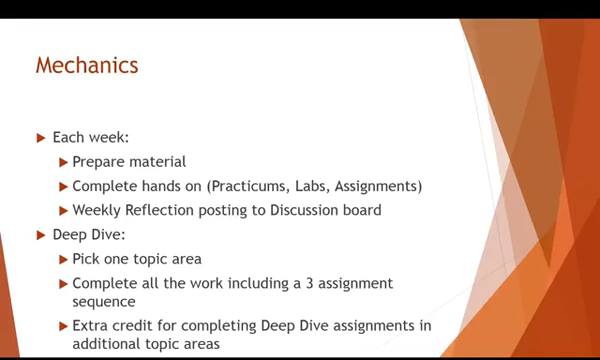 Mechanics
Each week:
Prepare material
Complete hands on (Practicums, Labs, Assignments)
Weekly Reflection posting to Discussion board
Deep Dive:
Pick one topic area
Complete all the work including a 3 assignment
sequence
Extra credit for completing Deep Dive assignments in
additional topic areas